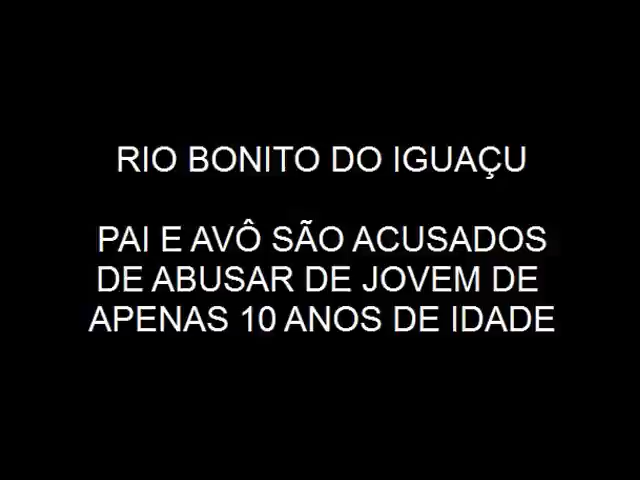 RIO BONITO DO IGUAÇU
PAI E AVÔ SÃO ACUSADOS
DE ABUSAR DE JOVEM DE
APENAS 10 ANOS DE IDADE